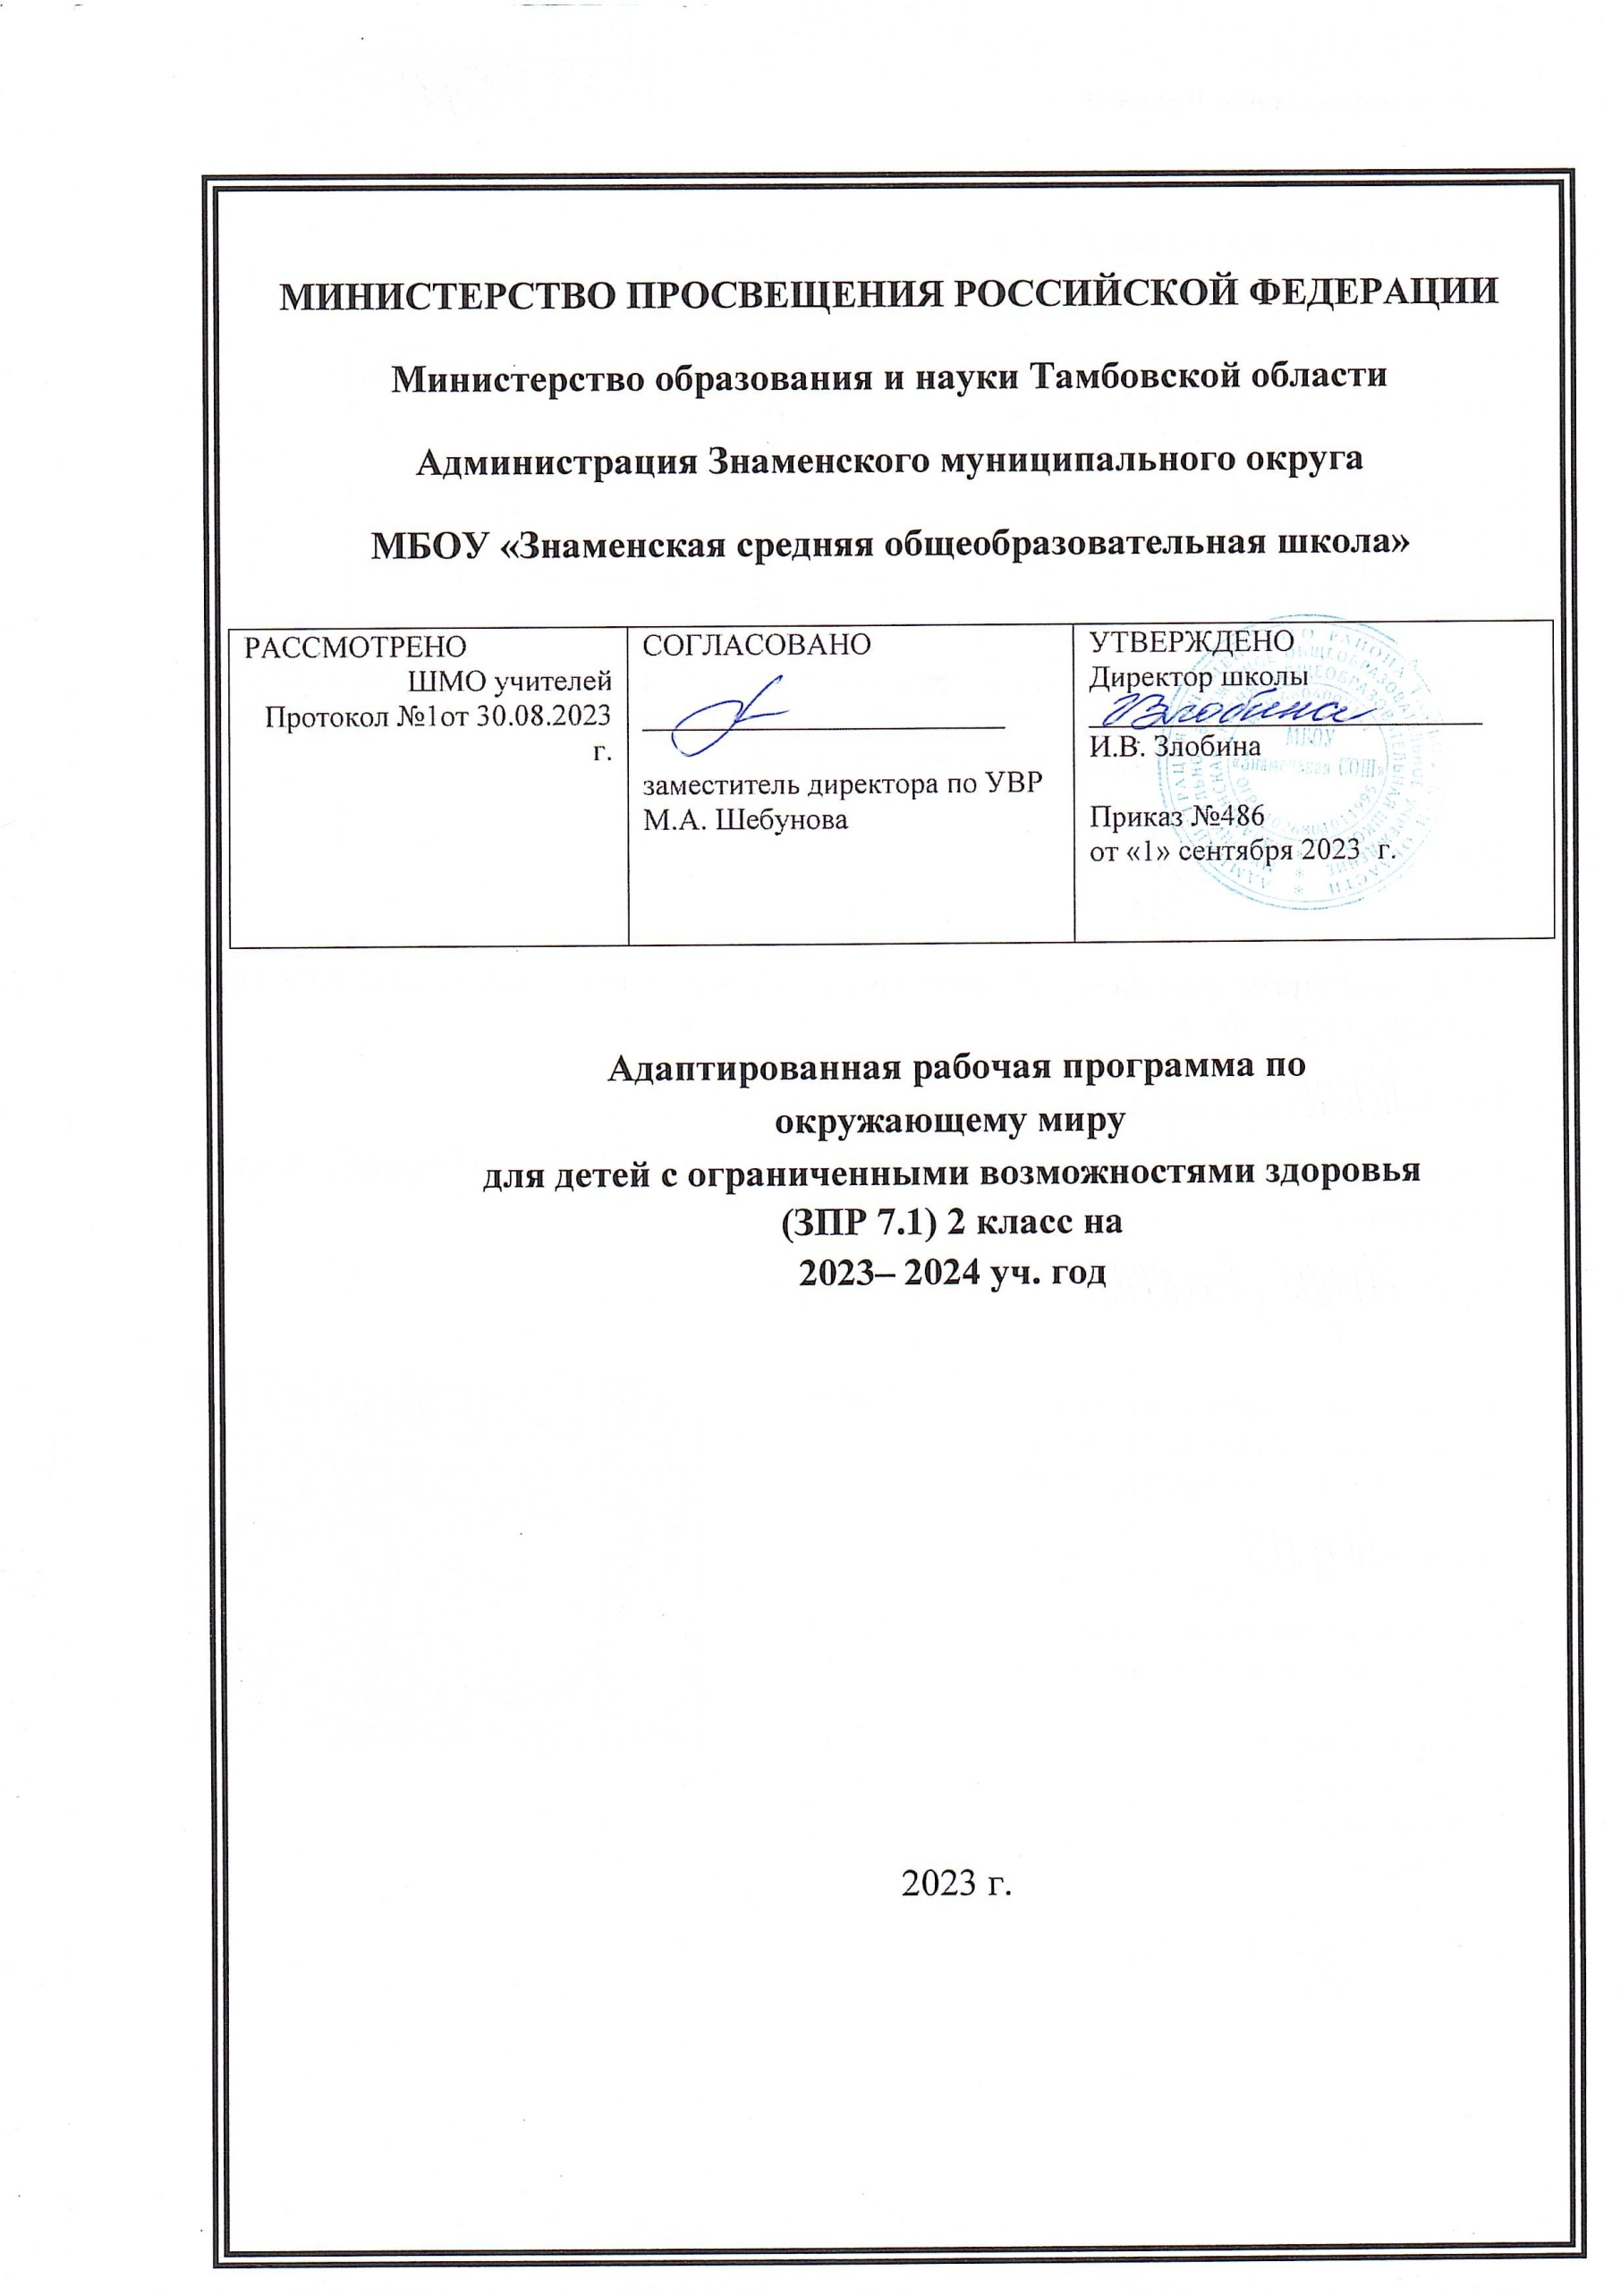 МИНИСТЕРСТВО ПРОСВЕЩЕНИЯ РОССИЙСКОЙ ФЕДЕРАЦИИ
Министерство образования и науки Тамбовской области
Администрация Знаменского муниципального округа
МБОУ «Знаменская средняя общеобразовательная школа»
РАССМОТРЕНО
ШМО учителей
Протокол №1от 30.08.2023
г.
СОГЛАСОВАНО
заместитель директора по УВР
М.А. Шебунова
УТВЕРЖДЕНО
Директор школы
И.В. Злобина
Приказ №486
от «1» сентября 2023 г.
МБОУ
«Знаменская СОШ»
Адаптированная рабочая программа по
окружающему миру
для детей с ограниченными возможностями здоровья
(ЗПР 7.1) 2 класс на
2023– 2024 уч. год
2023 г.